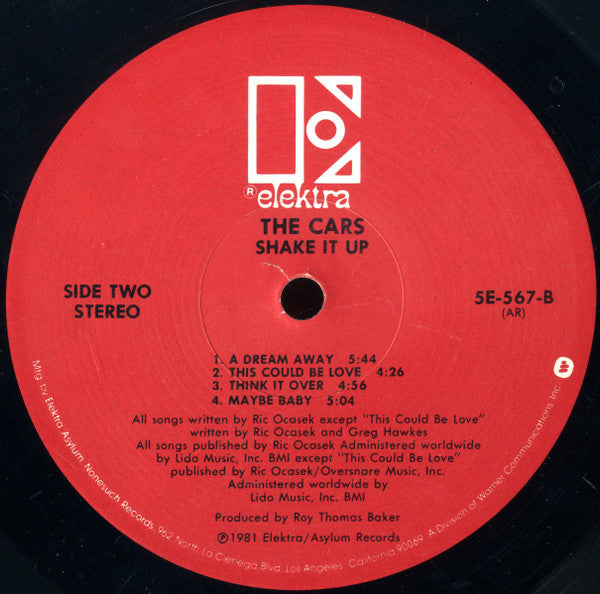 ® elektra
THE CARS
SHAKE IT UP
SIDE TWO
STEREO
5E-567-B
(AR)
1. A DREAM AWAY 5:44
2. THIS COULD BE LOVE 4:26
3. THINK IT OVER 4:56
4. MAYBE BABY 5:04
All songs written by Ric Ocasek except "This Could Be Love"
written by Ric Ocasek and Greg Hawkes
All songs published by Ric Ocasek Administered worldwide
by Lido Music, Inc. BMI except "This Could Be Love"
published by Ric Ocasek/Oversnare Music, Inc.
Administered worldwide by
Lido Music, Inc. BMI
Produced by Roy Thomas Baker
℗1981 Elektra/Asylum Records
Mfg. by Elektra Asylum Nonesuch Records, 962 North La Cienega Blvd. Los Angeles, California 90069. A Division of Warner Communications Inc.